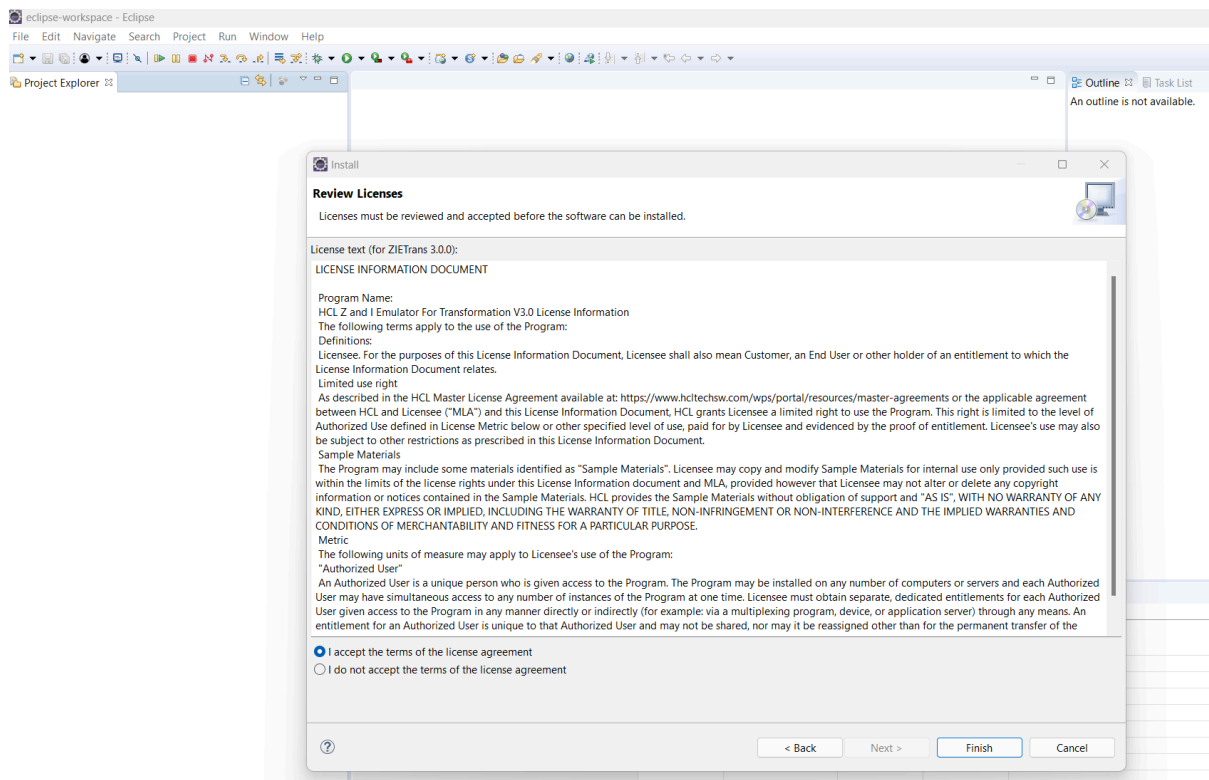 eclipse-workspace - Eclipse
File Edit Navigate Search Project Run Window Help
Project Explorer
Outline Task List
An outline is not available.
Install
Review Licenses
Licenses must be reviewed and accepted before the software can be installed.
License text (for ZIETrans 3.0.0):
LICENSE INFORMATION DOCUMENT
Program Name:
HCL Z and I Emulator For Transformation V3.0 License Information
The following terms apply to the use of the Program:
Definitions:
Licensee. For the purposes of this License Information Document, Licensee shall also mean Customer, an End User or other holder of an entitlement to which the
License Information Document relates.
Limited use right
As described in the HCL Master License Agreement available at: https://www.hcltechsw.com/wps/portal/resources/master-agreements or the applicable agreement
between HCL and Licensee ("MLA") and this License Information Document, HCL grants Licensee a limited right to use the Program. This right is limited to the level of
Authorized Use defined in License Metric below or other specified level of use, paid for by Licensee and evidenced by the proof of entitlement. Licensee's use may also
be subject to other restrictions as prescribed in this License Information Document.
Sample Materials
The Program may include some materials identified as "Sample Materials". Licensee may copy and modify Sample Materials for internal use only provided such use is
within the limits of the license rights under this License Information document and MLA, provided however that Licensee may not alter or delete any copyright
information or notices contained in the Sample Materials. HCL provides the Sample Materials without obligation of support and "AS IS", WITH NO WARRANTY OF ANY
KIND, EITHER EXPRESS OR IMPLIED, INCLUDING THE WARRANTY OF TITLE, NON-INFRINGEMENT OR NON-INTERFERENCE AND THE IMPLIED WARRANTIES AND
CONDITIONS OF MERCHANTABILITY AND FITNESS FOR A PARTICULAR PURPOSE.
Metric
The following units of measure may apply to Licensee's use of the Program:
"Authorized User"
An Authorized User is a unique person who is given access to the Program. The Program may be installed on any number of computers or servers and each Authorized
User may have simultaneous access to any number of instances of the Program at one time. Licensee must obtain separate, dedicated entitlements for each Authorized
User given access to the Program in any manner directly or indirectly (for example: via a multiplexing program, device, or application server) through any means. An
entitlement for an Authorized User is unique to that Authorized User and may not be shared, nor may it be reassigned other than for the permanent transfer of the
I accept the terms of the license agreement
I do not accept the terms of the license agreement
< Back Next > Finish Cancel